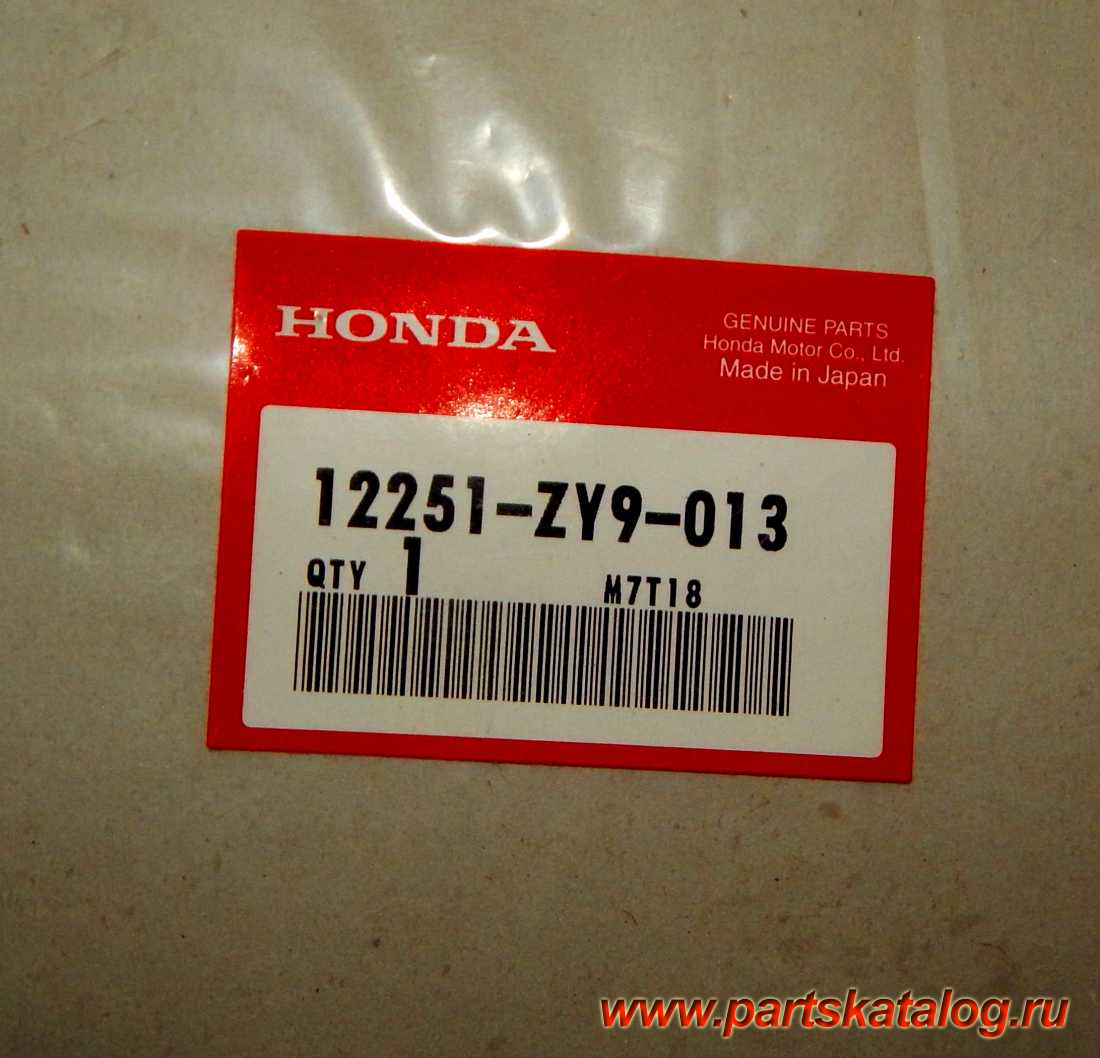 HONDA
GENUINE PARTS
Honda Motor Co., Ltd.
Made in Japan
12251-ZY9-013
QTY 1 M7T18
www.partskatalog.ru